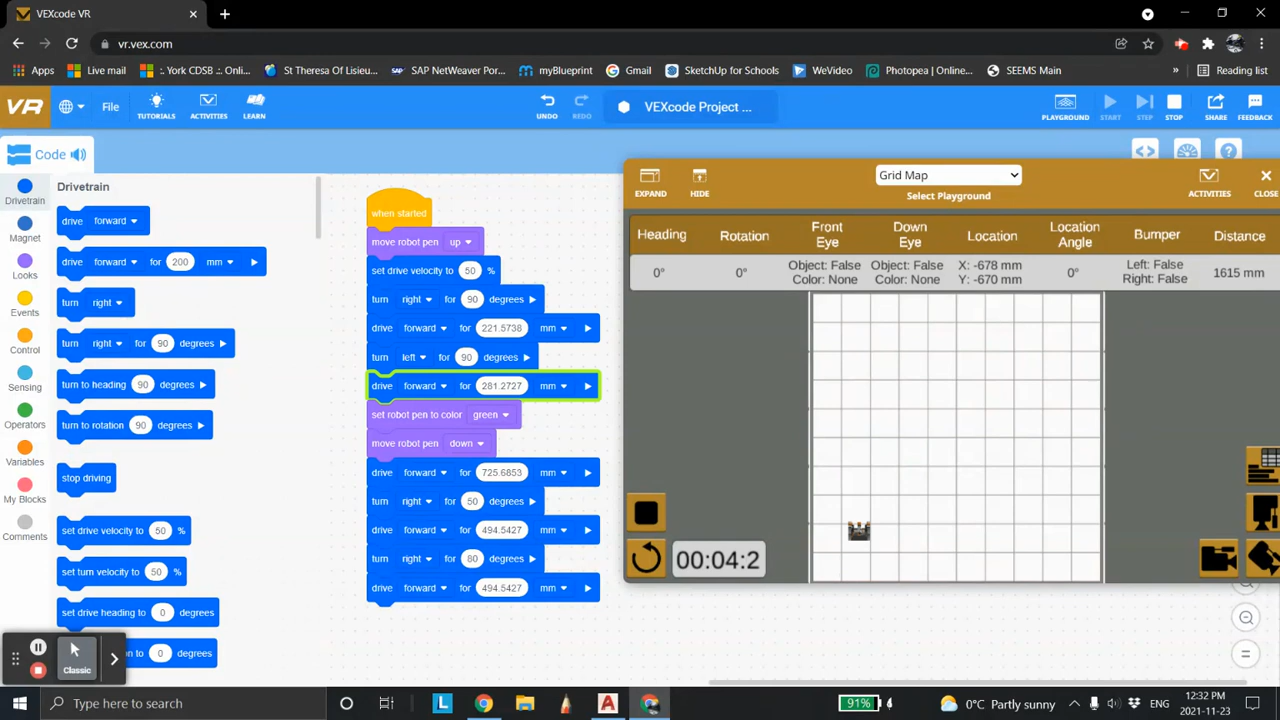 VEXcode VR
vr.vex.com
Apps
Live mail
: York CDSB :. Onli...
St Theresa Of Lisieu...
SAP NetWeaver Por...
myBlueprint
Gmail
SketchUp for Schools
WeVideo
Photopea | Online...
SEEMS Main
»
Reading list
VR
File
TUTORIALS
ACTIVITIES
LEARN
UNDO
REDO
VEXcode Project ...
PLAYGROUND
START
STEP
STOP
SHARE
FEEDBACK
Code
Drivetrain
Magnet
Looks
Events
Control
Sensing
Operators
Variables
My Blocks
Comments
Drivetrain
drive forward
drive forward for 200 mm
turn right
turn right for 90 degrees
turn to heading 90 degrees
turn to rotation 90 degrees
stop driving
set drive velocity to 50 %
set turn velocity to 50 %
set drive heading to 0 degrees
on to 0 degrees
when started
move robot pen up
set drive velocity to 50 %
turn right for 90 degrees
drive forward for 221.5738 mm
turn left for 90 degrees
drive forward for 281.2727 mm
set robot pen to color green
move robot pen down
drive forward for 725.6853 mm
turn right for 50 degrees
drive forward for 494.5427 mm
turn right for 80 degrees
drive forward for 494.5427 mm
EXPAND
HIDE
Grid Map
Select Playground
ACTIVITIES
CLOSE
Heading
Rotation
Front Eye
Down Eye
Location
Location Angle
Bumper
Distance
0°
0°
Object: False
Color: None
Object: False
Color: None
X: -678 mm
Y: -670 mm
0°
Left: False
Right: False
1615 mm
00:04:2
Classic
Type here to search
L
A
91%
0°C Partly sunny
ENG
12:32 PM
2021-11-23